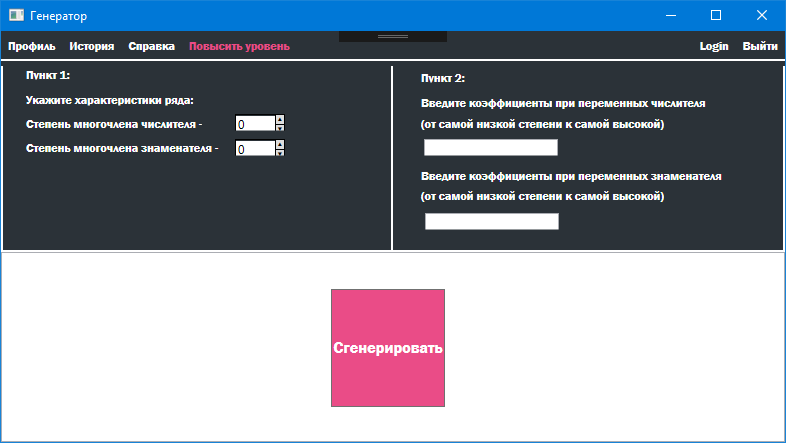 Генератор
Профиль История Справка Повысить уровень Login Выйти
Пункт 1:
Укажите характеристики ряда:
Степень многочлена числителя - 0
Степень многочлена знаменателя - 0
Пункт 2:
Введите коэффициенты при переменных числителя
(от самой низкой степени к самой высокой)
Введите коэффициенты при переменных знаменателя
(от самой низкой степени к самой высокой)
Сгенерировать